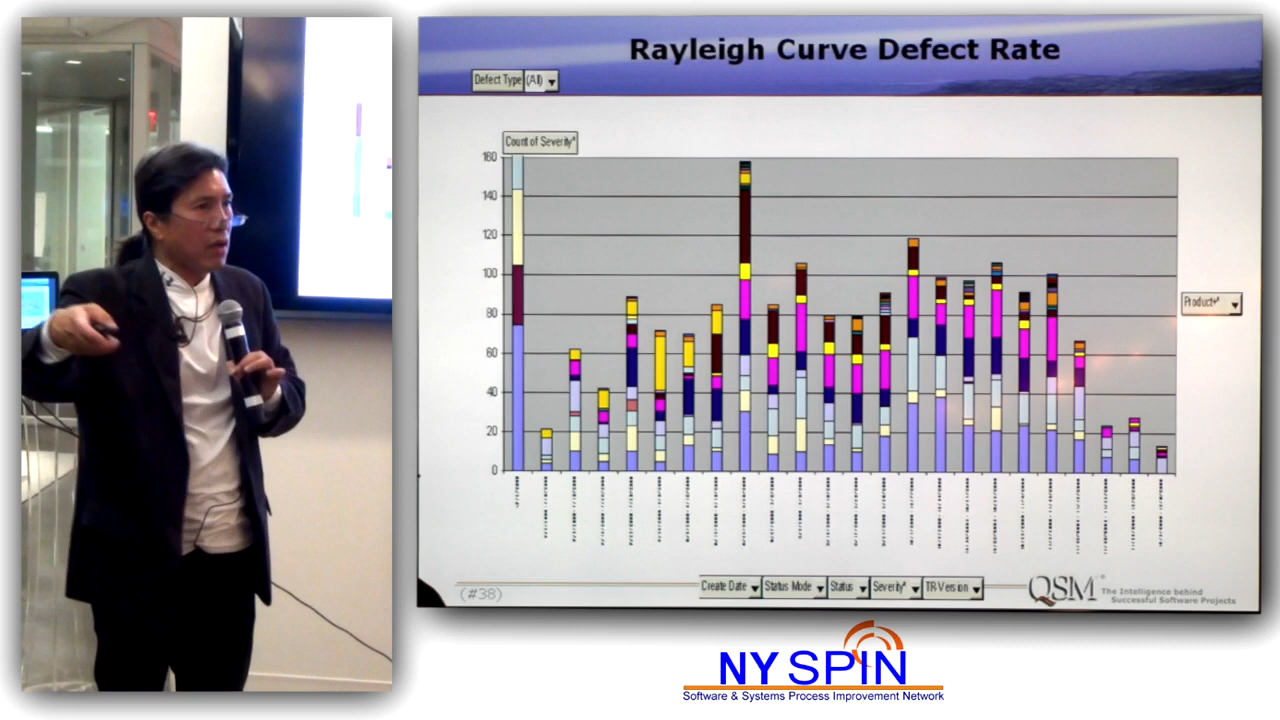 Rayleigh Curve Defect Rate
Defect Type (All)
Count of Severity*
160
140
120
100
80
60
40
20
0
Product+*
Create Date Status Mode Status Severity* TR-Version
(#38)
QSM
The Intelligence behind
Successful Software Projects
NY SPIN
Software & Systems Process Improvement Network